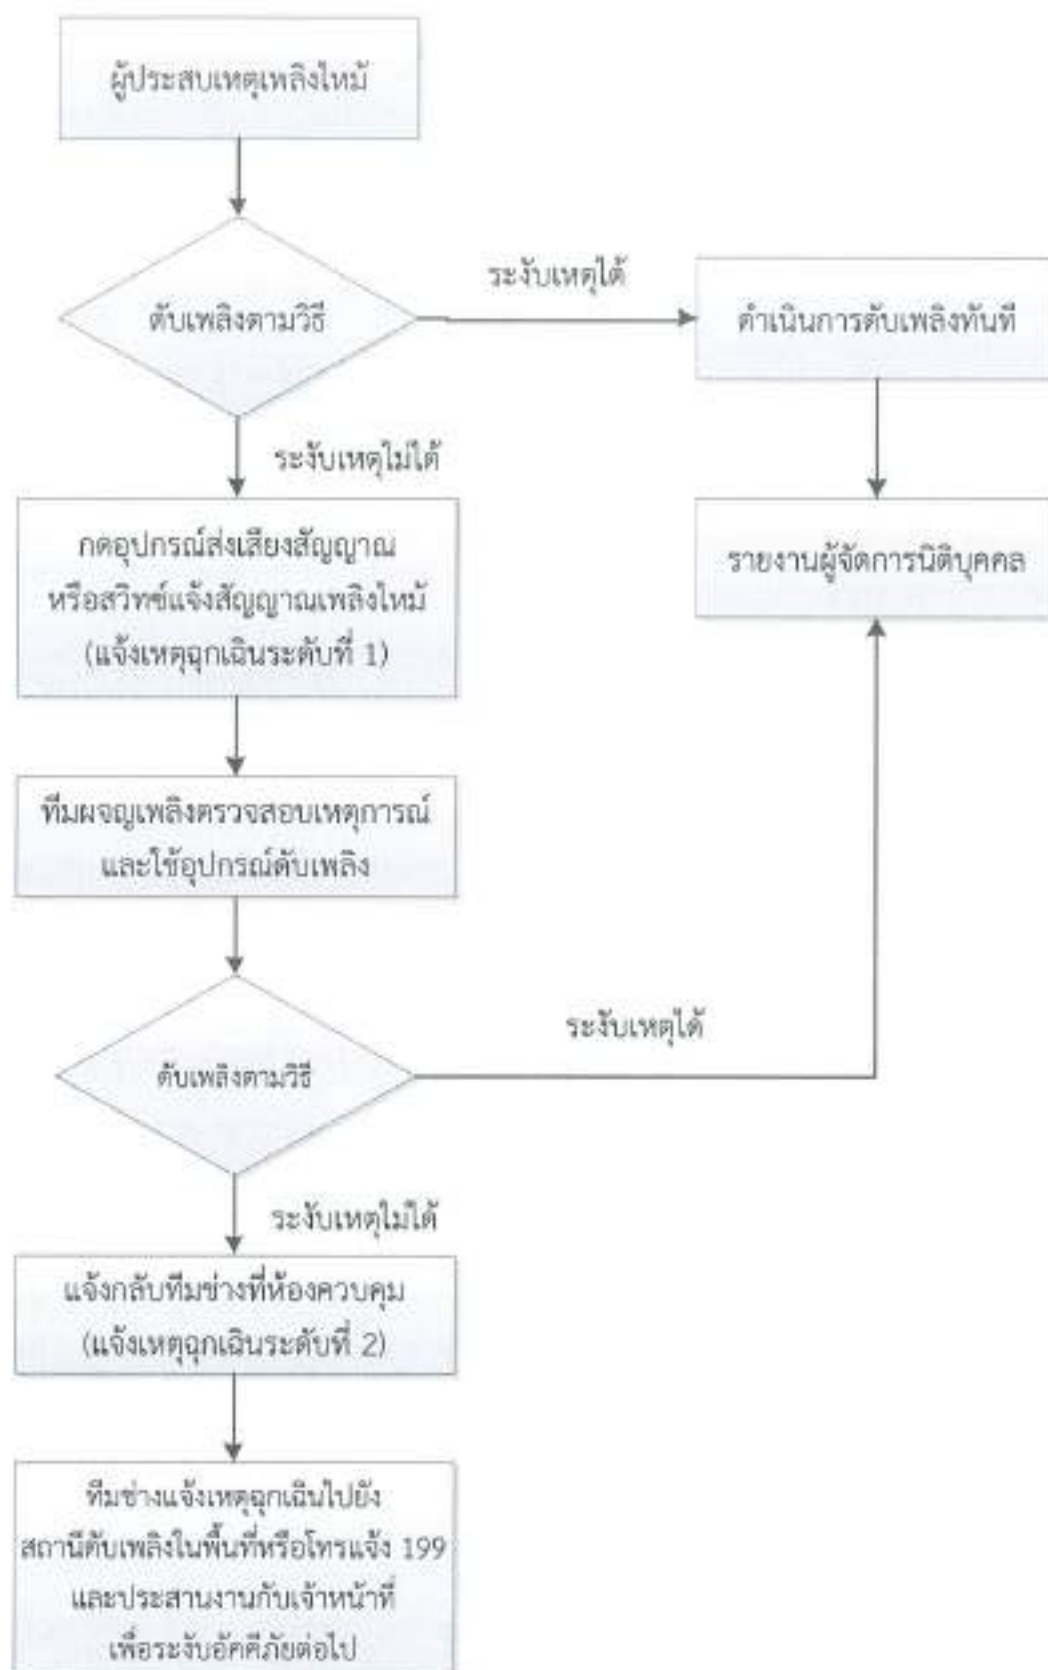 ผู้ประสบเหตุเพลิงไหม้
ดับเพลิงตามวิธี
ระงับเหตุได้
ดำเนินการดับเพลิงทันที
ระงับเหตุไม่ได้
กดอุปกรณ์ส่งเสียงสัญญาณ
หรือสวิทซ์แจ้งสัญญาณเพลิงไหม้
(แจ้งเหตุฉุกเฉินระดับที่ 1)
รายงานผู้จัดการนิติบุคคล
ทีมผจญเพลิงตรวจสอบเหตุการณ์
และใช้อุปกรณ์ดับเพลิง
ดับเพลิงตามวิธี
ระงับเหตุได้
ระงับเหตุไม่ได้
แจ้งกลับทีมช่างที่ห้องควบคุม
(แจ้งเหตุฉุกเฉินระดับที่ 2)
ทีมช่างแจ้งเหตุฉุกเฉินไปยัง
สถานีดับเพลิงในพื้นที่หรือโทรแจ้ง 199
และประสานงานกับเจ้าหน้าที่
เพื่อระงับอัคคีภัยต่อไป